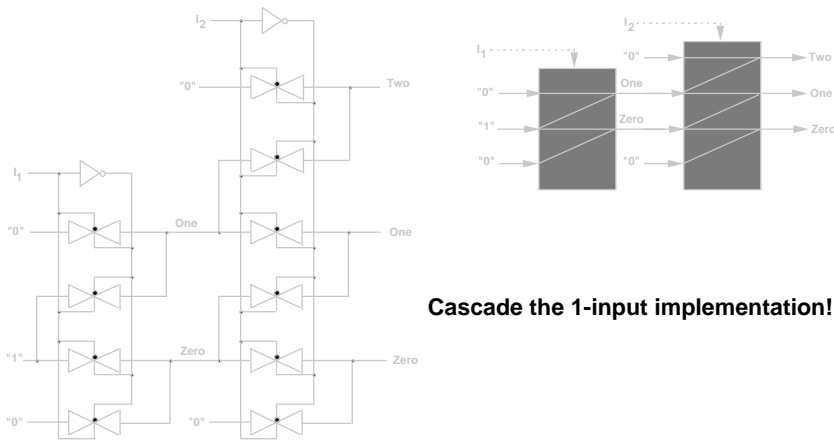 I2
"0"
Two
I1
"0"
One
One
"1"
Zero
Zero
"0"
"0"
I2
I1
"0"
Two
"0"
One
One
"1"
Zero
Zero
"0"
"0"
Cascade the 1-input implementation!